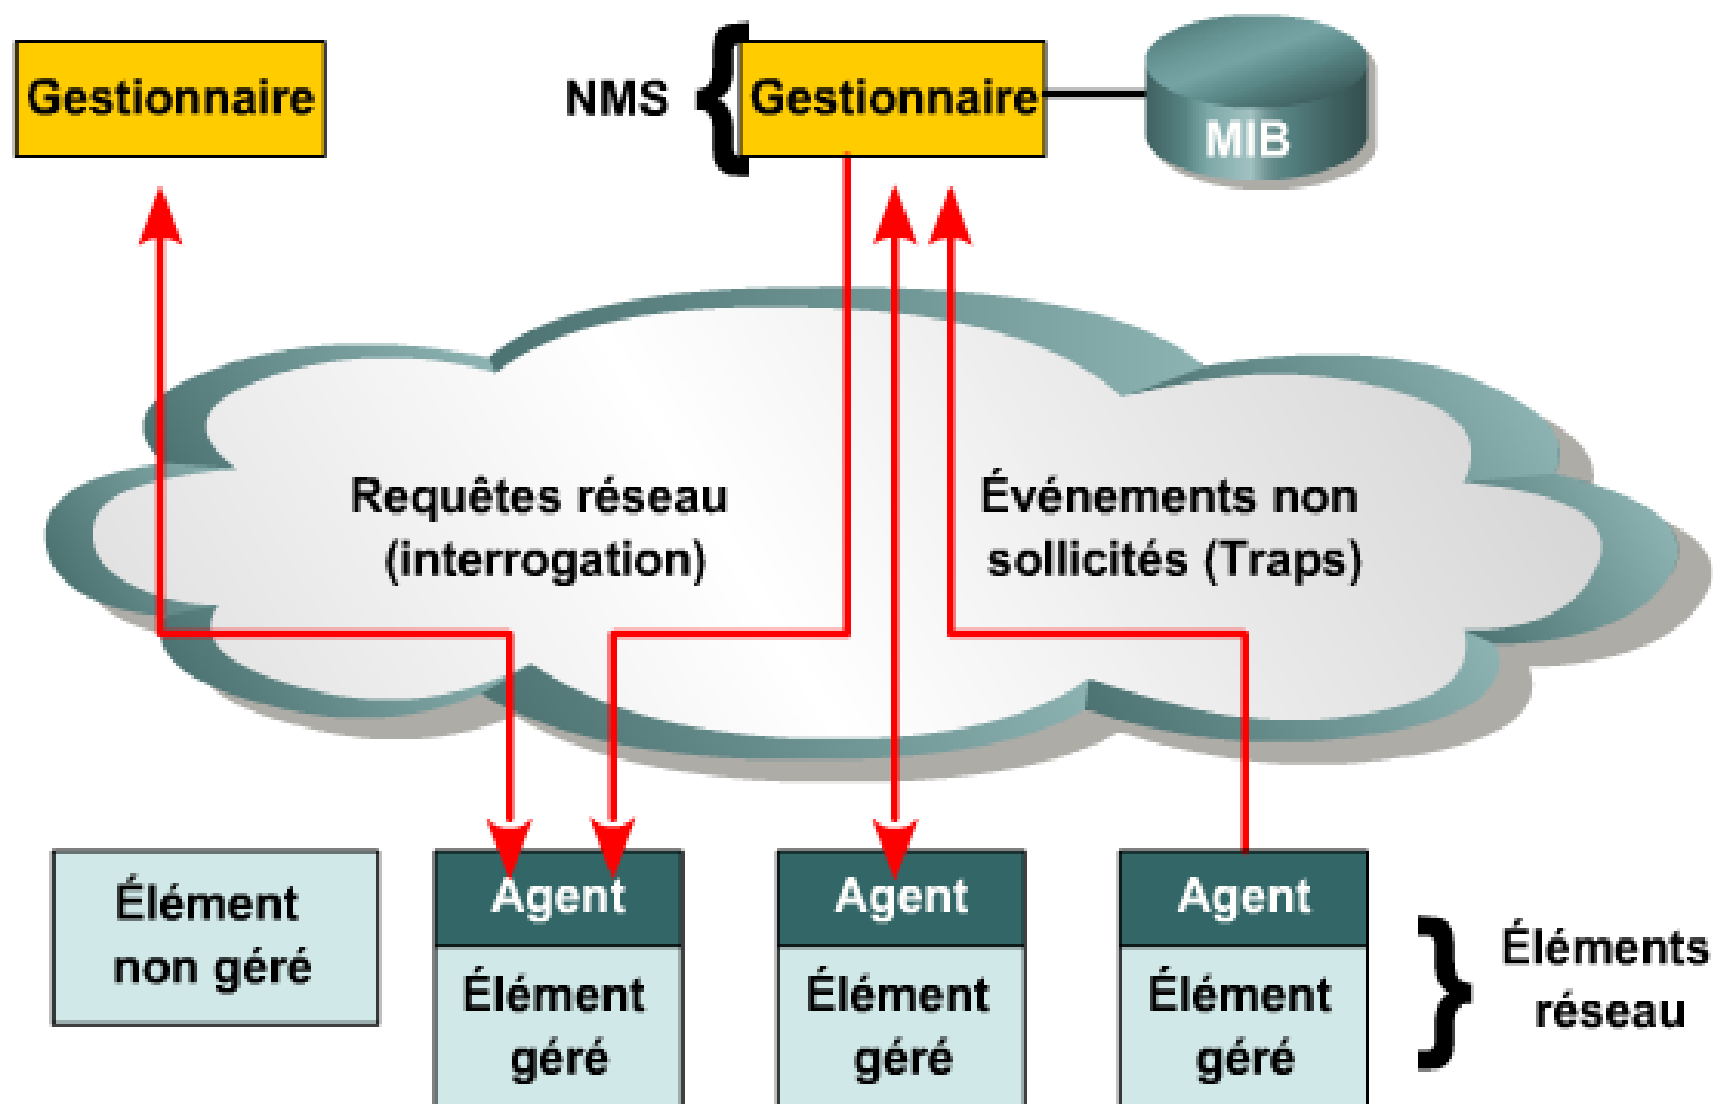 Gestionnaire
NMS
Gestionnaire
MIB
Requêtes réseau
(interrogation)
Événements non
sollicités (Traps)
Élément
non géré
Agent
Élément
géré
Agent
Élément
géré
Agent
Élément
géré
Éléments
réseau